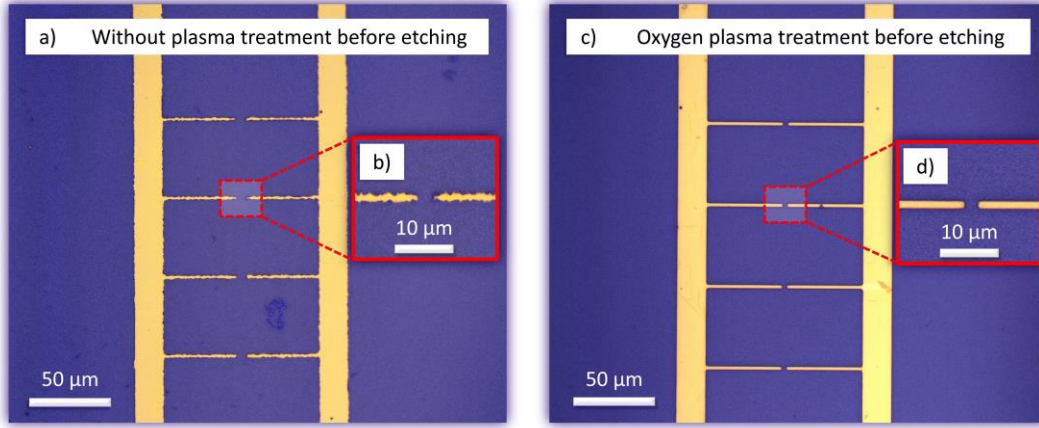 a) Without plasma treatment before etching
b)
10 μm
50 μm
c) Oxygen plasma treatment before etching
d)
10 μm
50 μm